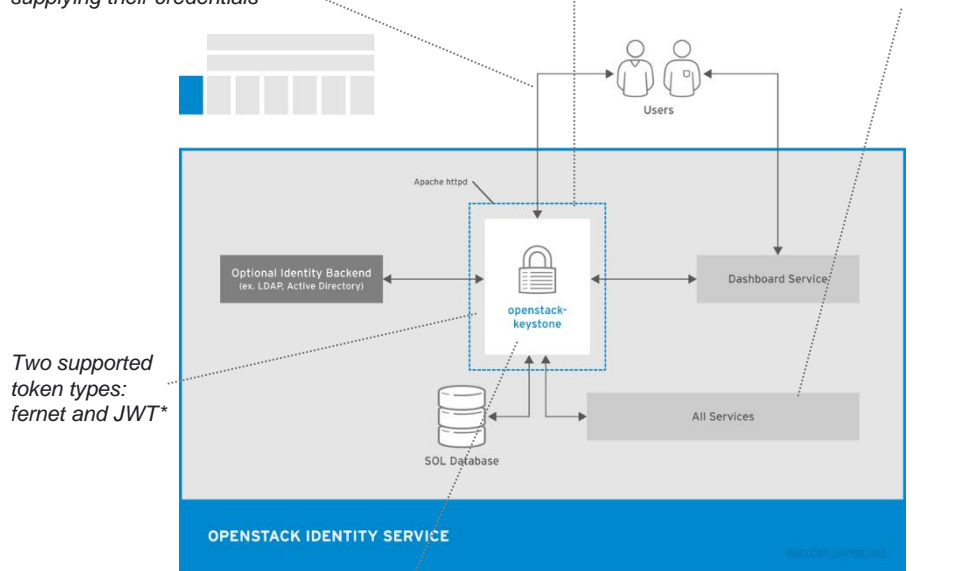 supplying their credentials
Users
Apache httpd
Optional Identity Backend
(ex. LDAP, Active Directory)
Dashboard Service
openstack-
keystone
Two supported
token types:
fernet and JWT*
All Services
SQL Database
OPENSTACK IDENTITY SERVICE